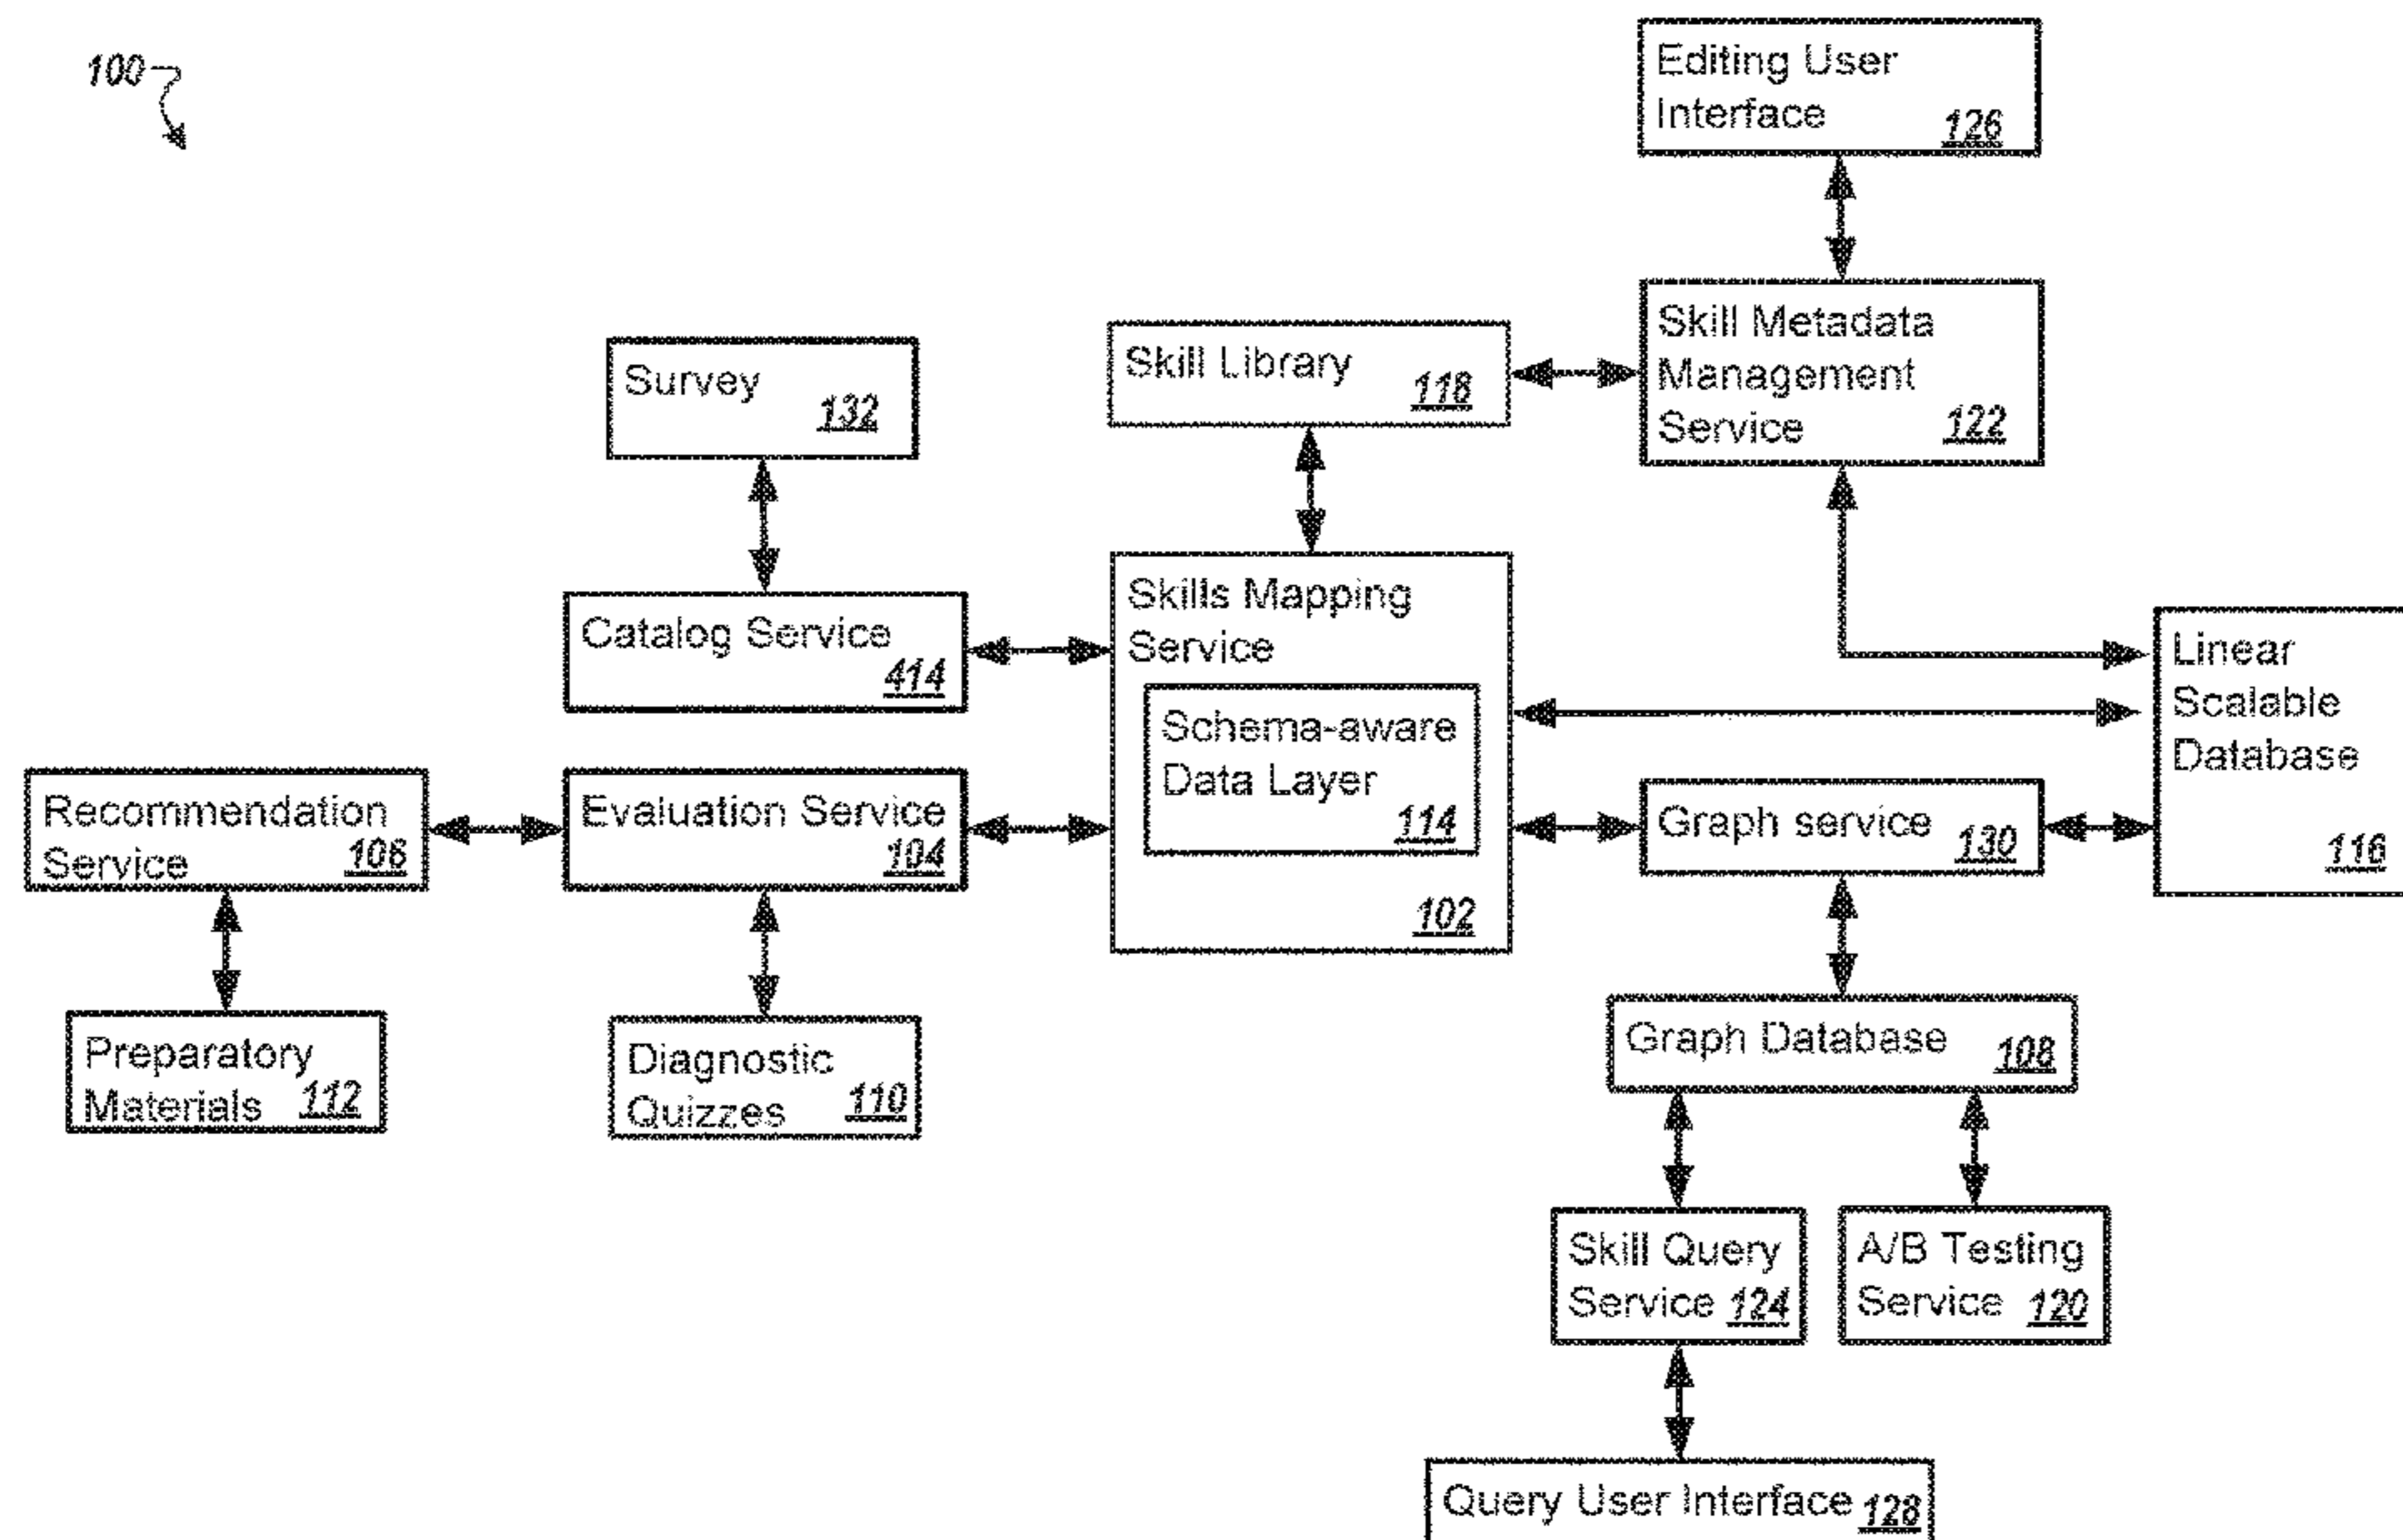 100
Editing User
Interface
126
Survey
132
Skill Library
118
Skill Metadata
Management
Service
122
Catalog Service
414
Skills Mapping
Service
Schema-aware
Data Layer
114
102
Linear
Scalable
Database
116
Recommendation
Service
106
Evaluation Service
104
Graph service
130
Preparatory
Materials 112
Diagnostic
Quizzes 110
Graph Database 108
Skill Query
Service 124
A/B Testing
Service 120
Query User Interface 128